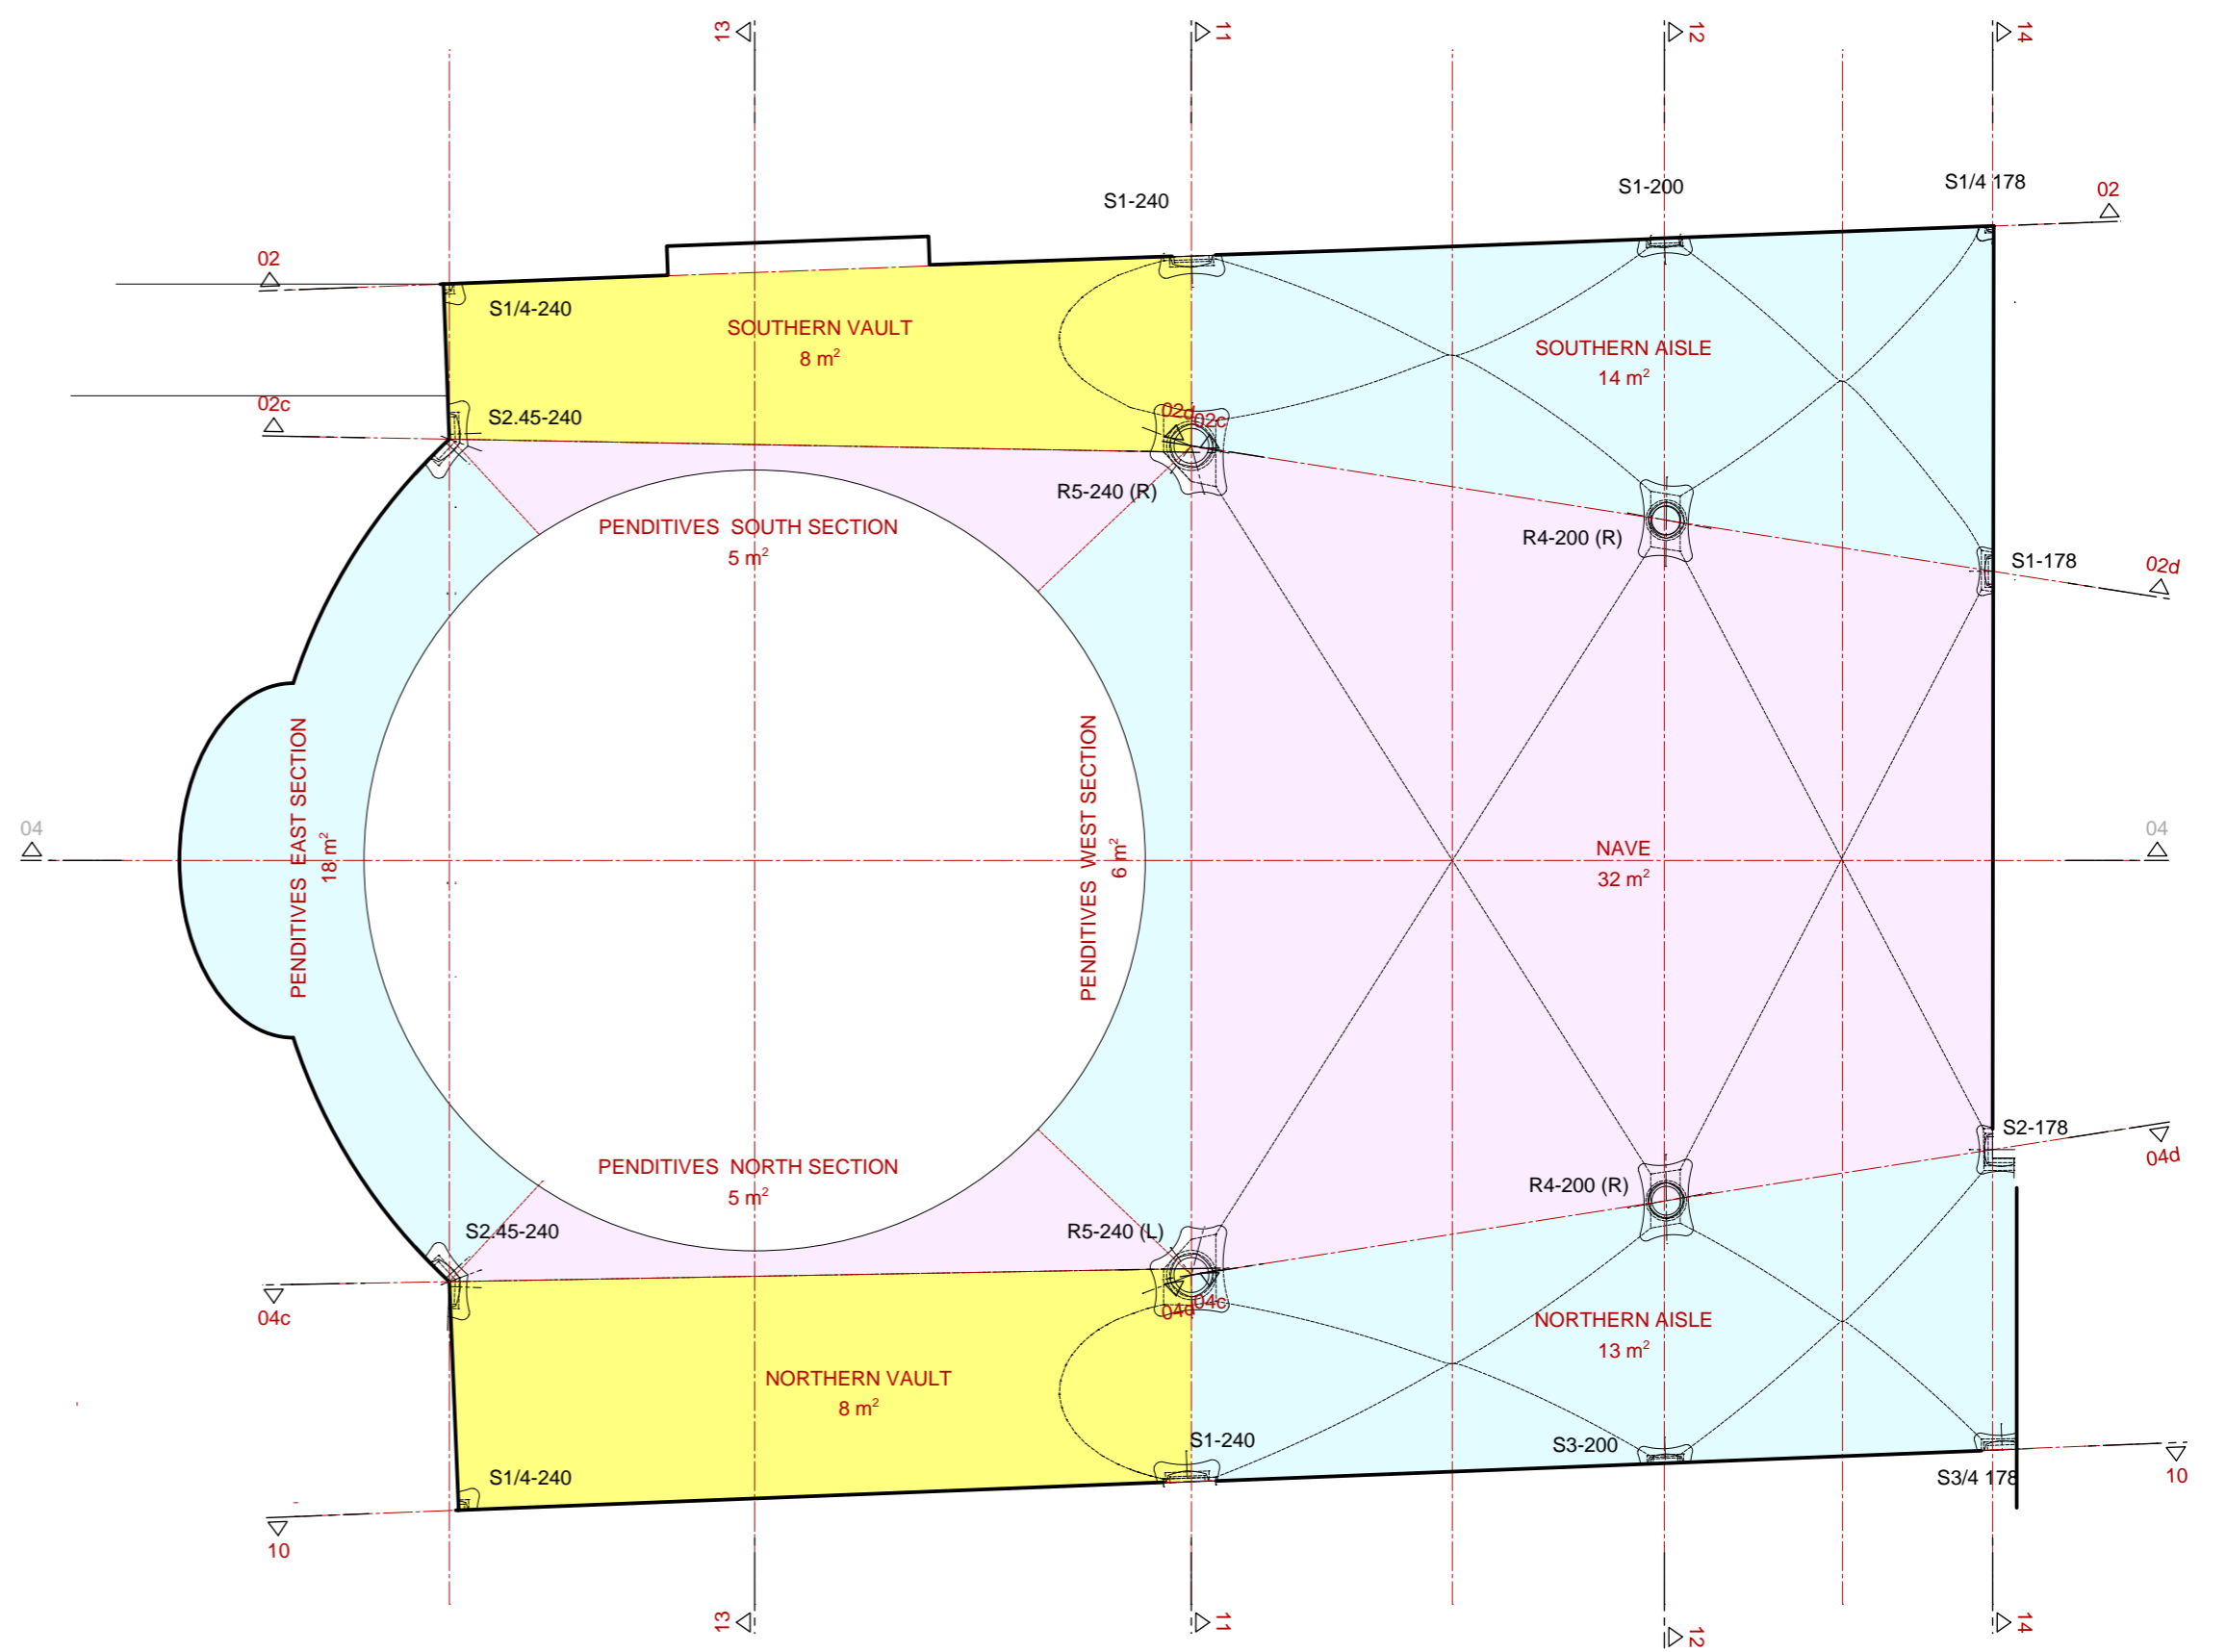 13
11
12
14
S1-240
S1-200
S1/4 178
02
02
S1/4-240
SOUTHERN VAULT
8 m²
SOUTHERN AISLE
14 m²
02c
S2.45-240
02d
02c
R5-240 (R)
PENDITIVES SOUTH SECTION
5 m²
R4-200 (R)
S1-178
02d
04
PENDITIVES EAST SECTION
18 m²
PENDITIVES WEST SECTION
6 m²
NAVE
32 m²
04
PENDITIVES NORTH SECTION
5 m²
S2.45-240
R5-240 (L)
R4-200 (R)
S2-178
04d
04c
04d
04c
NORTHERN AISLE
13 m²
NORTHERN VAULT
8 m²
S1-240
S3-200
S1/4-240
S3/4 178
10
10
13
11
12
14